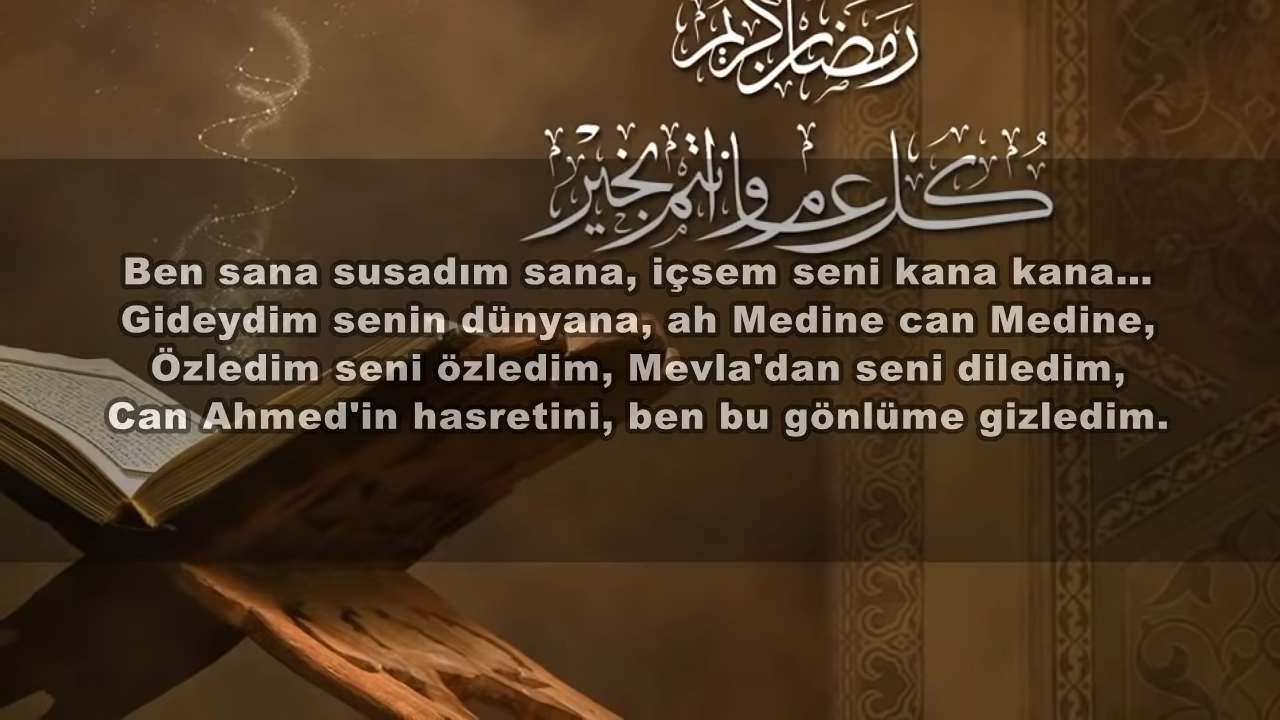 رمضان كريم
كل عام وانتم بخير
Ben sana susadım sana, içsem seni kana kana...
Gideydim senin dünyana, ah Medine can Medine,
Özledim seni özledim, Mevla'dan seni diledim,
Can Ahmed'in hasretini, ben bu gönlüme gizledim.